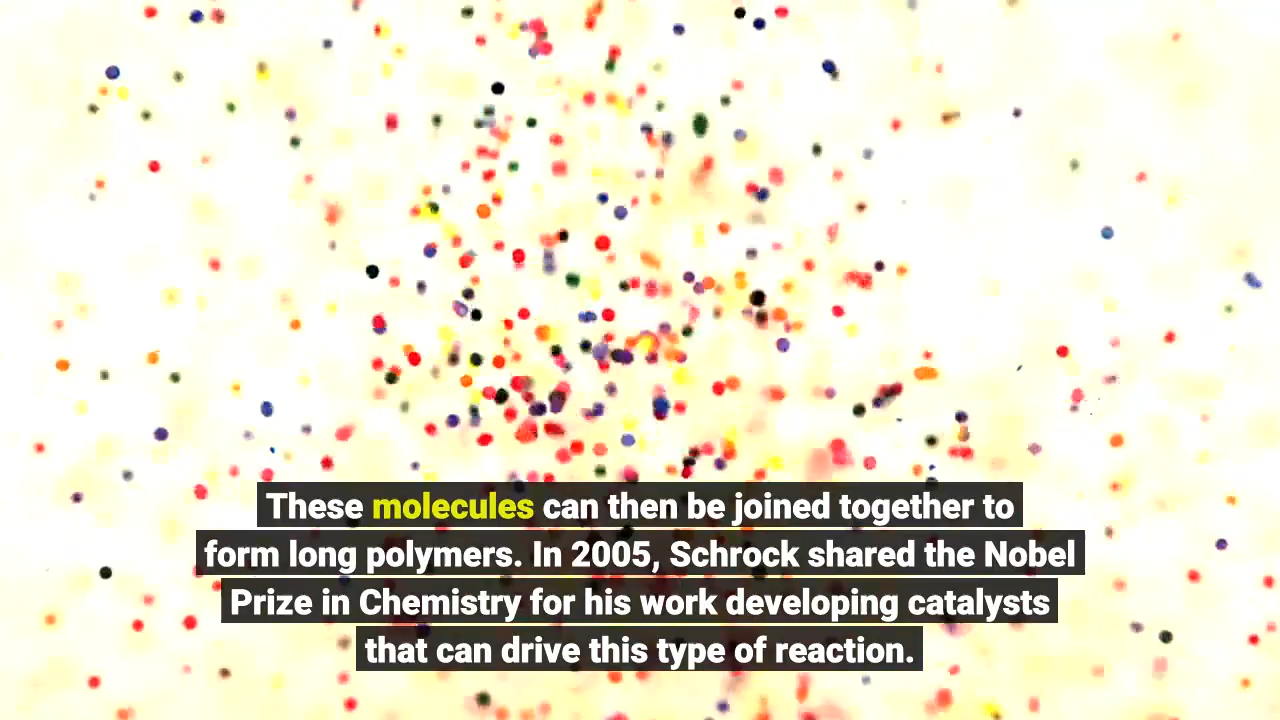 These molecules can then be joined together to
form long polymers. In 2005, Schrock shared the Nobel
Prize in Chemistry for his work developing catalysts
that can drive this type of reaction.